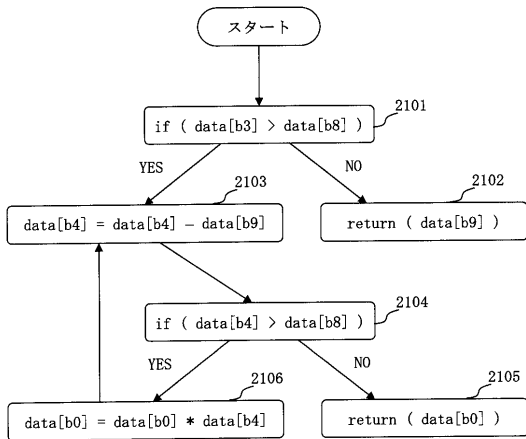 スタート
2101
if ( data[b3] > data[b8] )
YES
NO
2103
2102
data[b4] = data[b4] − data[b9]
return ( data[b9] )
2104
if ( data[b4] > data[b8] )
YES
NO
2106
2105
data[b0] = data[b0] * data[b4]
return ( data[b0] )